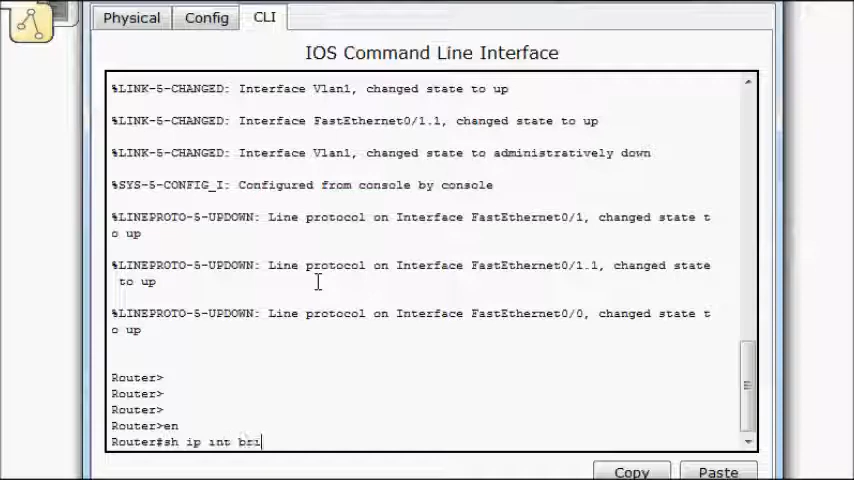 Physical Config CLI
IOS Command Line Interface
%LINK-5-CHANGED: Interface Vlan1, changed state to up
%LINK-5-CHANGED: Interface FastEthernet0/1.1, changed state to up
%LINK-5-CHANGED: Interface Vlan1, changed state to administratively down
%SYS-5-CONFIG_I: Configured from console by console
%LINEPROTO-5-UPDOWN: Line protocol on Interface FastEthernet0/1, changed state t
o up
%LINEPROTO-5-UPDOWN: Line protocol on Interface FastEthernet0/1.1, changed state
 to up
%LINEPROTO-5-UPDOWN: Line protocol on Interface FastEthernet0/0, changed state t
o up
Router>
Router>
Router>
Router>en
Router#sh ip int bri
Copy Paste